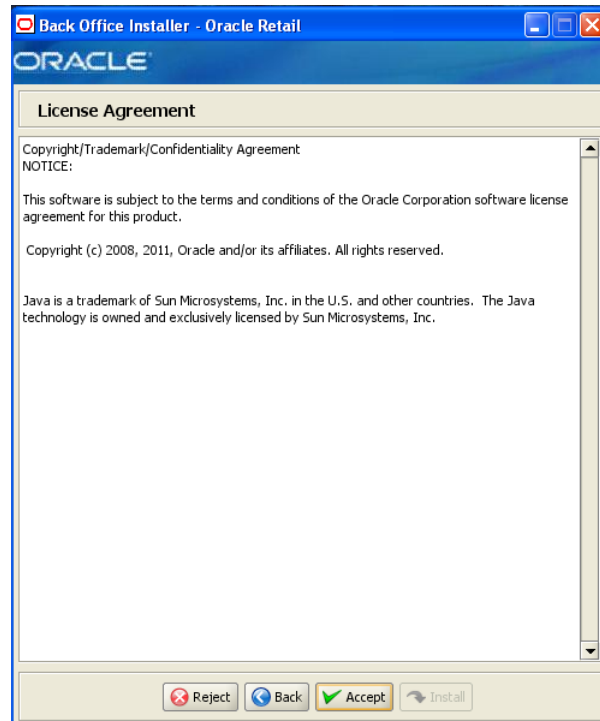 Back Office Installer - Oracle Retail
ORACLE
License Agreement
Copyright/Trademark/Confidentiality Agreement
NOTICE:
This software is subject to the terms and conditions of the Oracle Corporation software license
agreement for this product.
Copyright (c) 2008, 2011, Oracle and/or its affiliates. All rights reserved.
Java is a trademark of Sun Microsystems, Inc. in the U.S. and other countries. The Java
technology is owned and exclusively licensed by Sun Microsystems, Inc.
Reject Back Accept Install